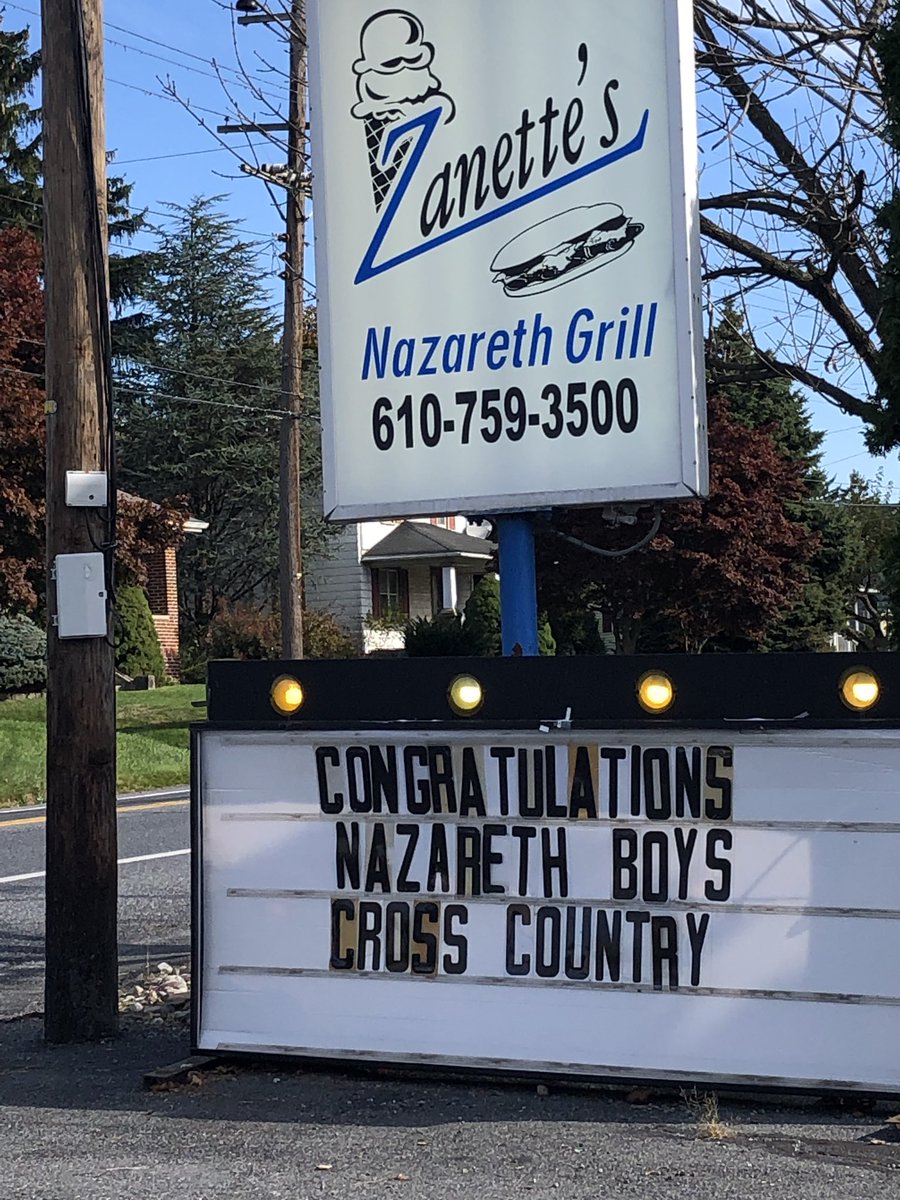 Zanette's
Nazareth Grill
610-759-3500
CONGRATULATIONS
NAZARETH BOYS
CROSS COUNTRY